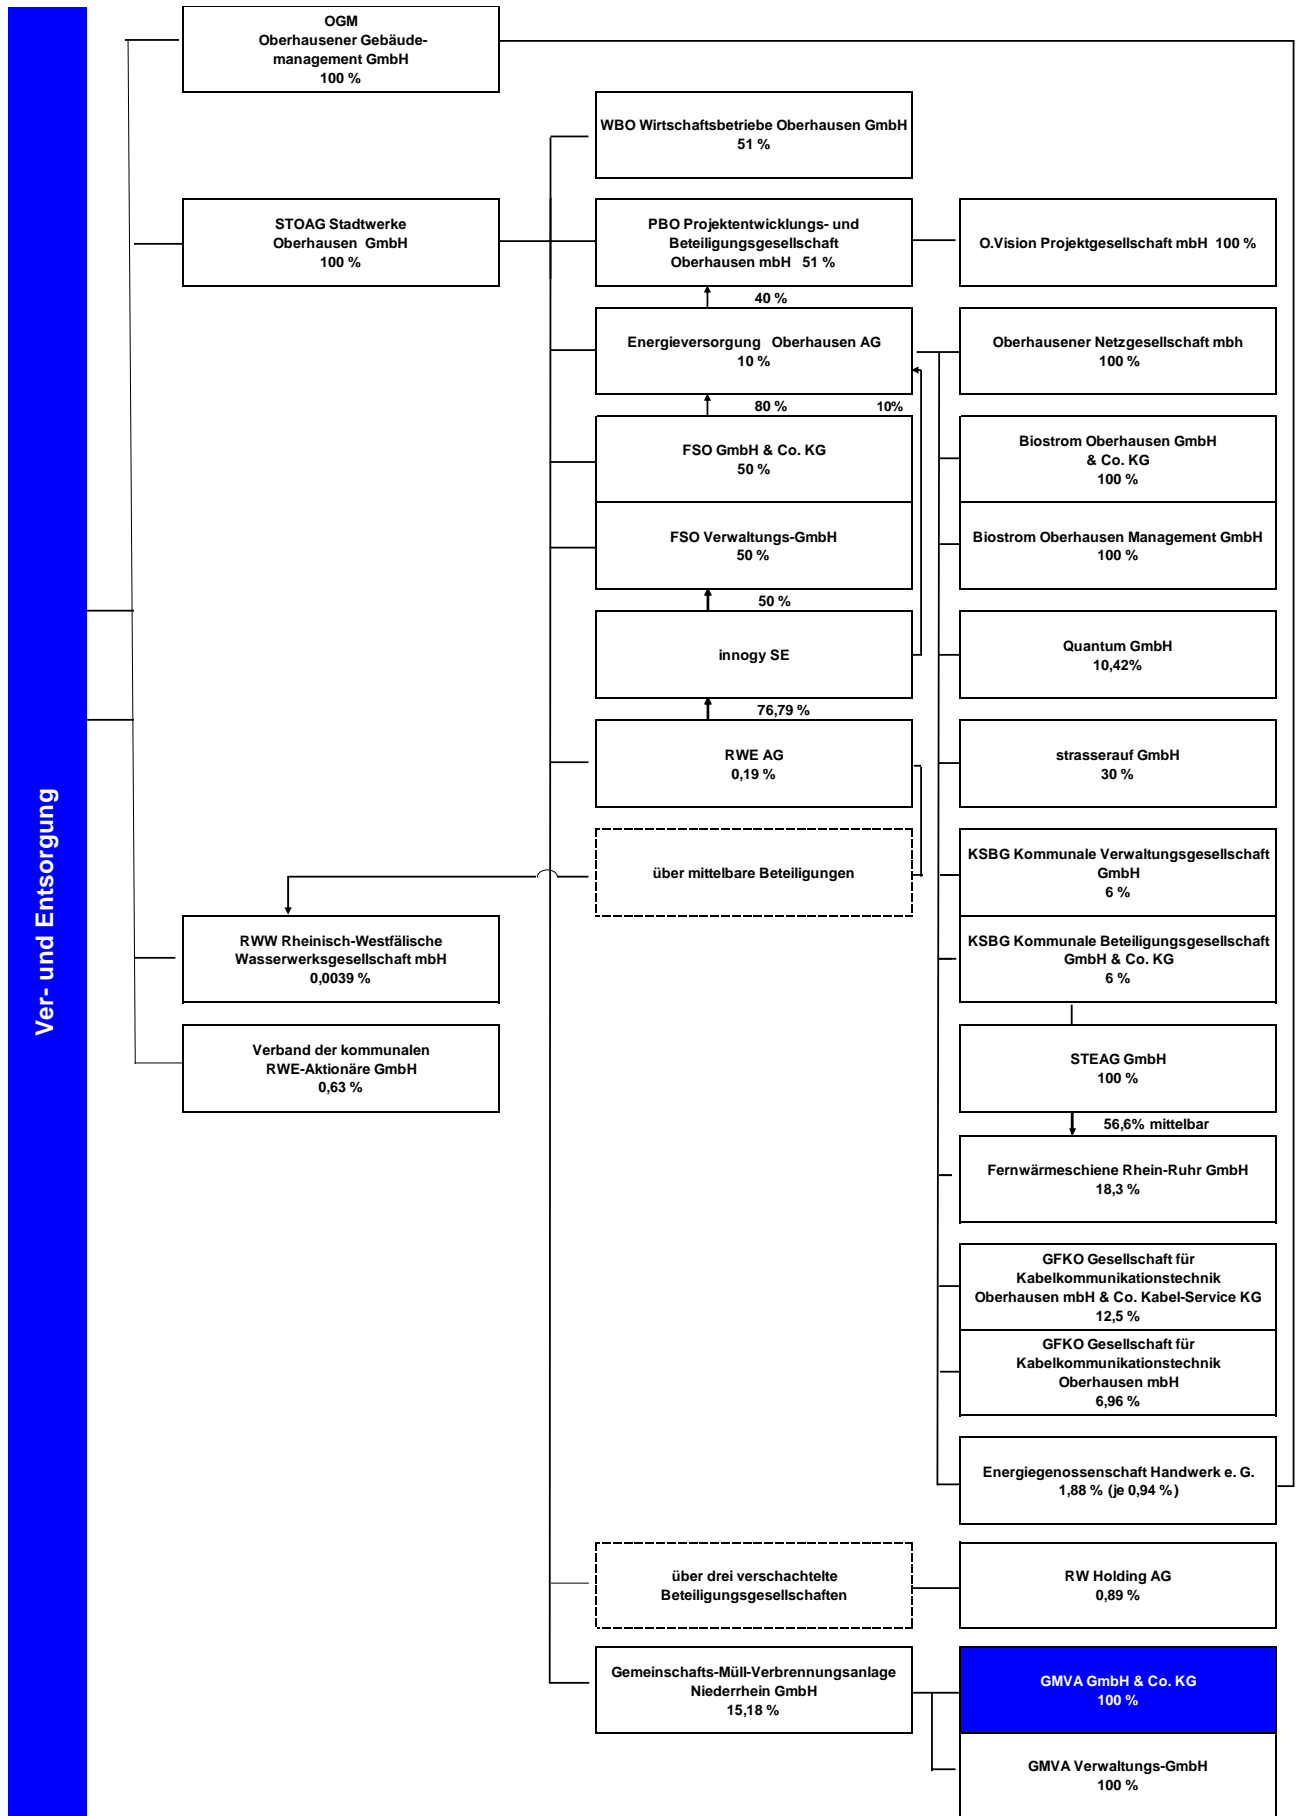 Ver- und Entsorgung
OGM
Oberhausener Gebäude-
management GmbH
100 %
WBO Wirtschaftsbetriebe Oberhausen GmbH
51 %
STOAG Stadtwerke
Oberhausen GmbH
100 %
PBO Projektentwicklungs- und
Beteiligungsgesellschaft
Oberhausen mbH 51 %
O.Vision Projektgesellschaft mbH 100 %
40 %
Energieversorgung Oberhausen AG
10 %
Oberhausener Netzgesellschaft mbh
100 %
80 %
10%
FSO GmbH & Co. KG
50 %
Biostrom Oberhausen GmbH
& Co. KG
100 %
FSO Verwaltungs-GmbH
50 %
Biostrom Oberhausen Management GmbH
100 %
50 %
innogy SE
Quantum GmbH
10,42%
76,79 %
RWE AG
0,19 %
strasserauf GmbH
30 %
über mittelbare Beteiligungen
KSBG Kommunale Verwaltungsgesellschaft
GmbH
6 %
RWW Rheinisch-Westfälische
Wasserwerksgesellschaft mbH
0,0039 %
KSBG Kommunale Beteiligungsgesellschaft
GmbH & Co. KG
6 %
Verband der kommunalen
RWE-Aktionäre GmbH
0,63 %
STEAG GmbH
100 %
56,6% mittelbar
Fernwärmeschiene Rhein-Ruhr GmbH
18,3 %
GFKO Gesellschaft für
Kabelkommunikationstechnik
Oberhausen mbH & Co. Kabel-Service KG
12,5 %
GFKO Gesellschaft für
Kabelkommunikationstechnik
Oberhausen mbH
6,96 %
Energiegenossenschaft Handwerk e. G.
1,88 % (je 0,94 %)
über drei verschachtelte
Beteiligungsgesellschaften
RW Holding AG
0,89 %
Gemeinschafts-Müll-Verbrennungsanlage
Niederrhein GmbH
15,18 %
GMVA GmbH & Co. KG
100 %
GMVA Verwaltungs-GmbH
100 %